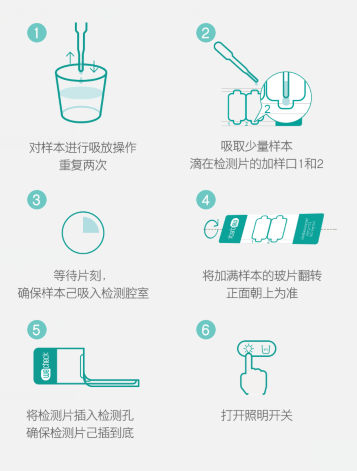 1
对样本进行吸放操作
重复两次
2
2
吸取少量样本
滴在检测片的加样口1和2
3
等待片刻,
确保样本己吸入检测腔室
4
将加满样本的玻片翻转
正面朝上为准
5
check
将检测片插入检测孔
确保检测片己插到底
6
打开照明开关